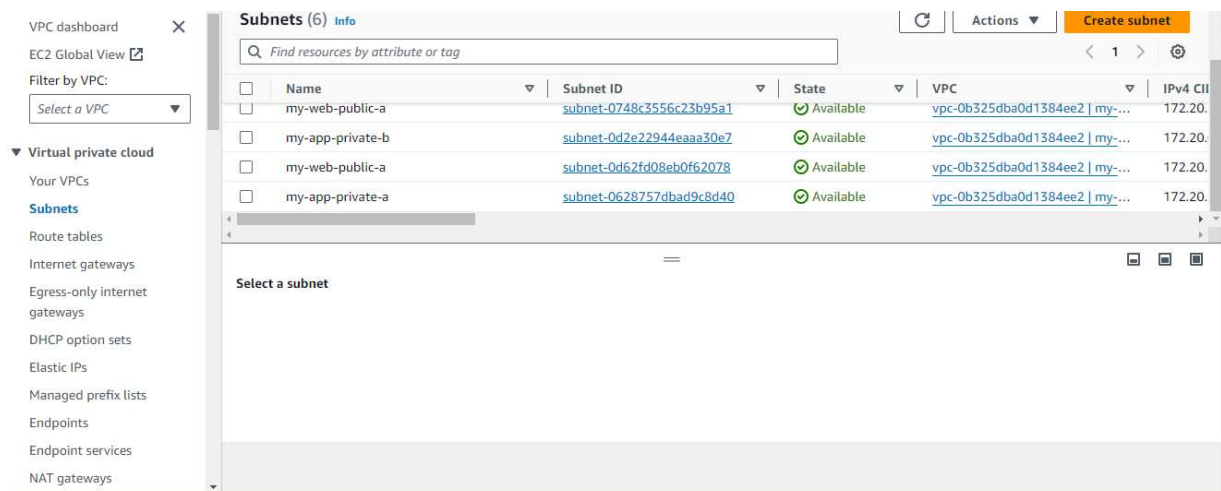 VPC dashboard
EC2 Global View
Filter by VPC:
Select a VPC
Virtual private cloud
Your VPCs
Subnets
Route tables
Internet gateways
Egress-only internet
gateways
DHCP option sets
Elastic IPs
Managed prefix lists
Endpoints
Endpoint services
NAT gateways
Subnets (6) Info
Actions
Create subnet
Find resources by attribute or tag
1
Name Subnet ID State VPC IPv4 CII
my-web-public-a subnet-0748c3556c23b95a1 Available vpc-0b325dba0d1384ee2 | my-... 172.20.
my-app-private-b subnet-0d2e22944eaaa30e7 Available vpc-0b325dba0d1384ee2 | my-... 172.20.
my-web-public-a subnet-0d62fd08eb0f62078 Available vpc-0b325dba0d1384ee2 | my-... 172.20.
my-app-private-a subnet-0628757dbad9c8d40 Available vpc-0b325dba0d1384ee2 | my-... 172.20.
Select a subnet